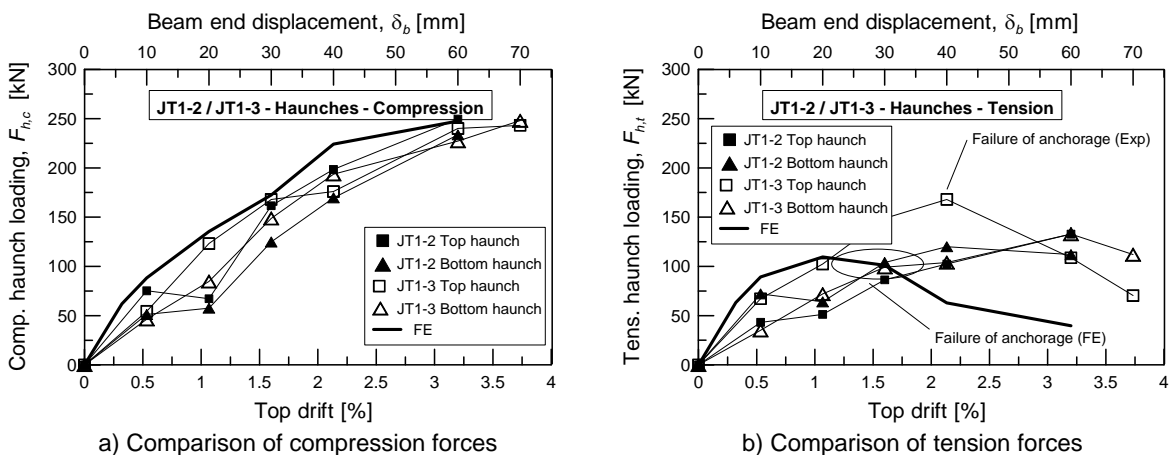 Beam end displacement, δb [mm]
0 10 20 30 40 60 70
300
250
200
150
100
50
0
Comp. haunch loading, Fh,c [kN]
JT1-2 / JT1-3 - Haunches - Compression
JT1-2 Top haunch
JT1-2 Bottom haunch
JT1-3 Top haunch
JT1-3 Bottom haunch
FE
0 0.5 1 1.5 2 2.5 3 3.5 4
Top drift [%]
a) Comparison of compression forces
Beam end displacement, δb [mm]
0 10 20 30 40 60 70
300
250
200
150
100
50
0
Tens. haunch loading, Fh,t [kN]
JT1-2 / JT1-3 - Haunches - Tension
JT1-2 Top haunch
JT1-2 Bottom haunch
JT1-3 Top haunch
JT1-3 Bottom haunch
FE
Failure of anchorage (Exp)
Failure of anchorage (FE)
0 0.5 1 1.5 2 2.5 3 3.5 4
Top drift [%]
b) Comparison of tension forces